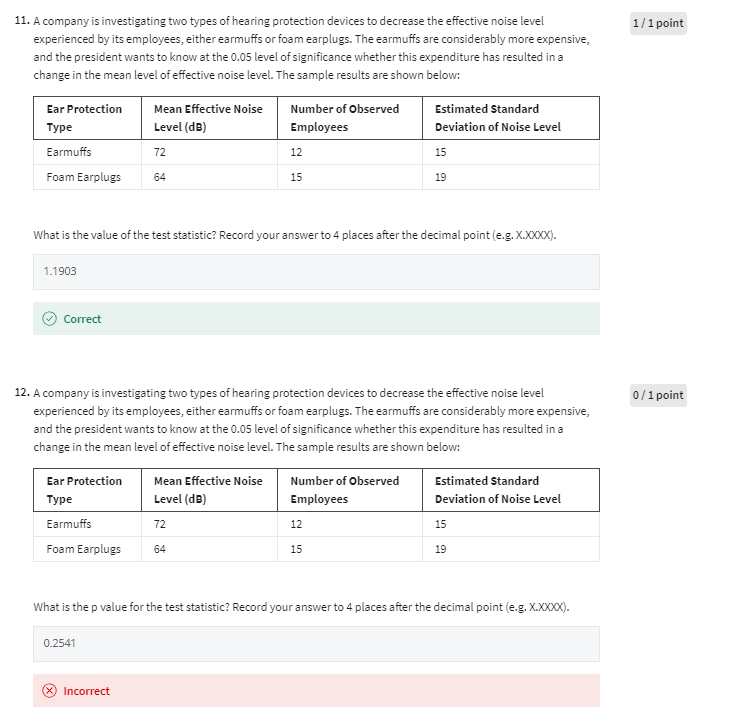 11. A company is investigating two types of hearing protection devices to decrease the effective noise level
1 / 1 point
experienced by its employees, either earmuffs or foam earplugs. The earmuffs are considerably more expensive,
and the president wants to know at the 0.05 level of significance whether this expenditure has resulted in a
change in the mean level of effective noise level. The sample results are shown below:
Ear Protection Type
Mean Effective Noise Level (dB)
Number of Observed Employees
Estimated Standard Deviation of Noise Level
Earmuffs 72 12 15
Foam Earplugs 64 15 19
What is the value of the test statistic? Record your answer to 4 places after the decimal point (e.g. X.XXXX).
1.1903
Correct
12. A company is investigating two types of hearing protection devices to decrease the effective noise level
0 / 1 point
experienced by its employees, either earmuffs or foam earplugs. The earmuffs are considerably more expensive,
and the president wants to know at the 0.05 level of significance whether this expenditure has resulted in a
change in the mean level of effective noise level. The sample results are shown below:
Ear Protection Type
Mean Effective Noise Level (dB)
Number of Observed Employees
Estimated Standard Deviation of Noise Level
Earmuffs 72 12 15
Foam Earplugs 64 15 19
What is the p value for the test statistic? Record your answer to 4 places after the decimal point (e.g. X.XXXX).
0.2541
Incorrect